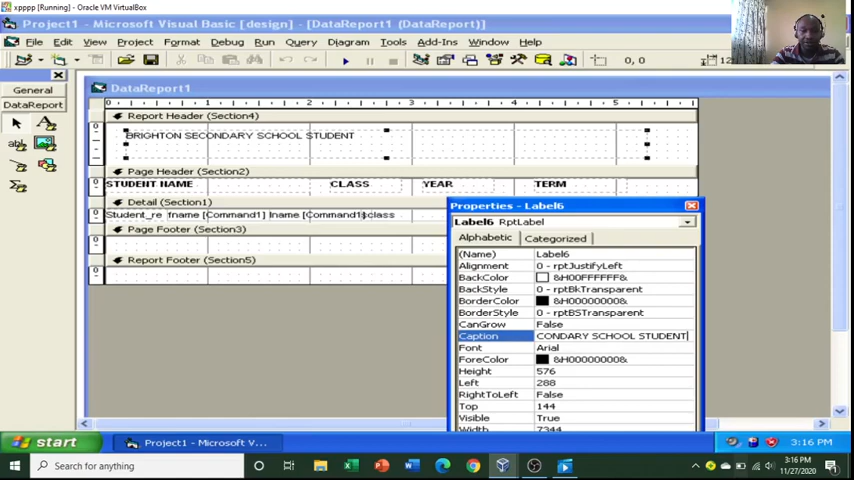 xpppp [Running] - Oracle VM VirtualBox
Project1 - Microsoft Visual Basic [design] - [DataReport1 (DataReport)]
File Edit View Project Format Debug Run Query Diagram Tools Add-Ins Window Help
0, 0
General
DataReport
DataReport1
0 1 2 3 4 5
Report Header (Section4)
BRIGHTON SECONDARY SCHOOL STUDENT
Page Header (Section2)
STUDENT NAME CLASS YEAR TERM
Detail (Section1)
Student_re fname [Command1] lname [Command1 class
Page Footer (Section3)
Report Footer (Section5)
Properties - Label6
Label6 RptLabel
Alphabetic Categorized
(Name) Label6
Alignment 0 - rptJustifyLeft
BackColor &H00FFFFFF&
BackStyle 0 - rptBkTransparent
BorderColor &H00000000&
BorderStyle 0 - rptBSTransparent
CanGrow False
Caption CONDARY SCHOOL STUDENT
Font Arial
ForeColor &H00000000&
Height 576
Left 288
RightToLeft False
Top 144
Visible True
Width 7344
start Project1 - Microsoft V... 3:16 PM
Search for anything
3:16 PM
11/27/2020